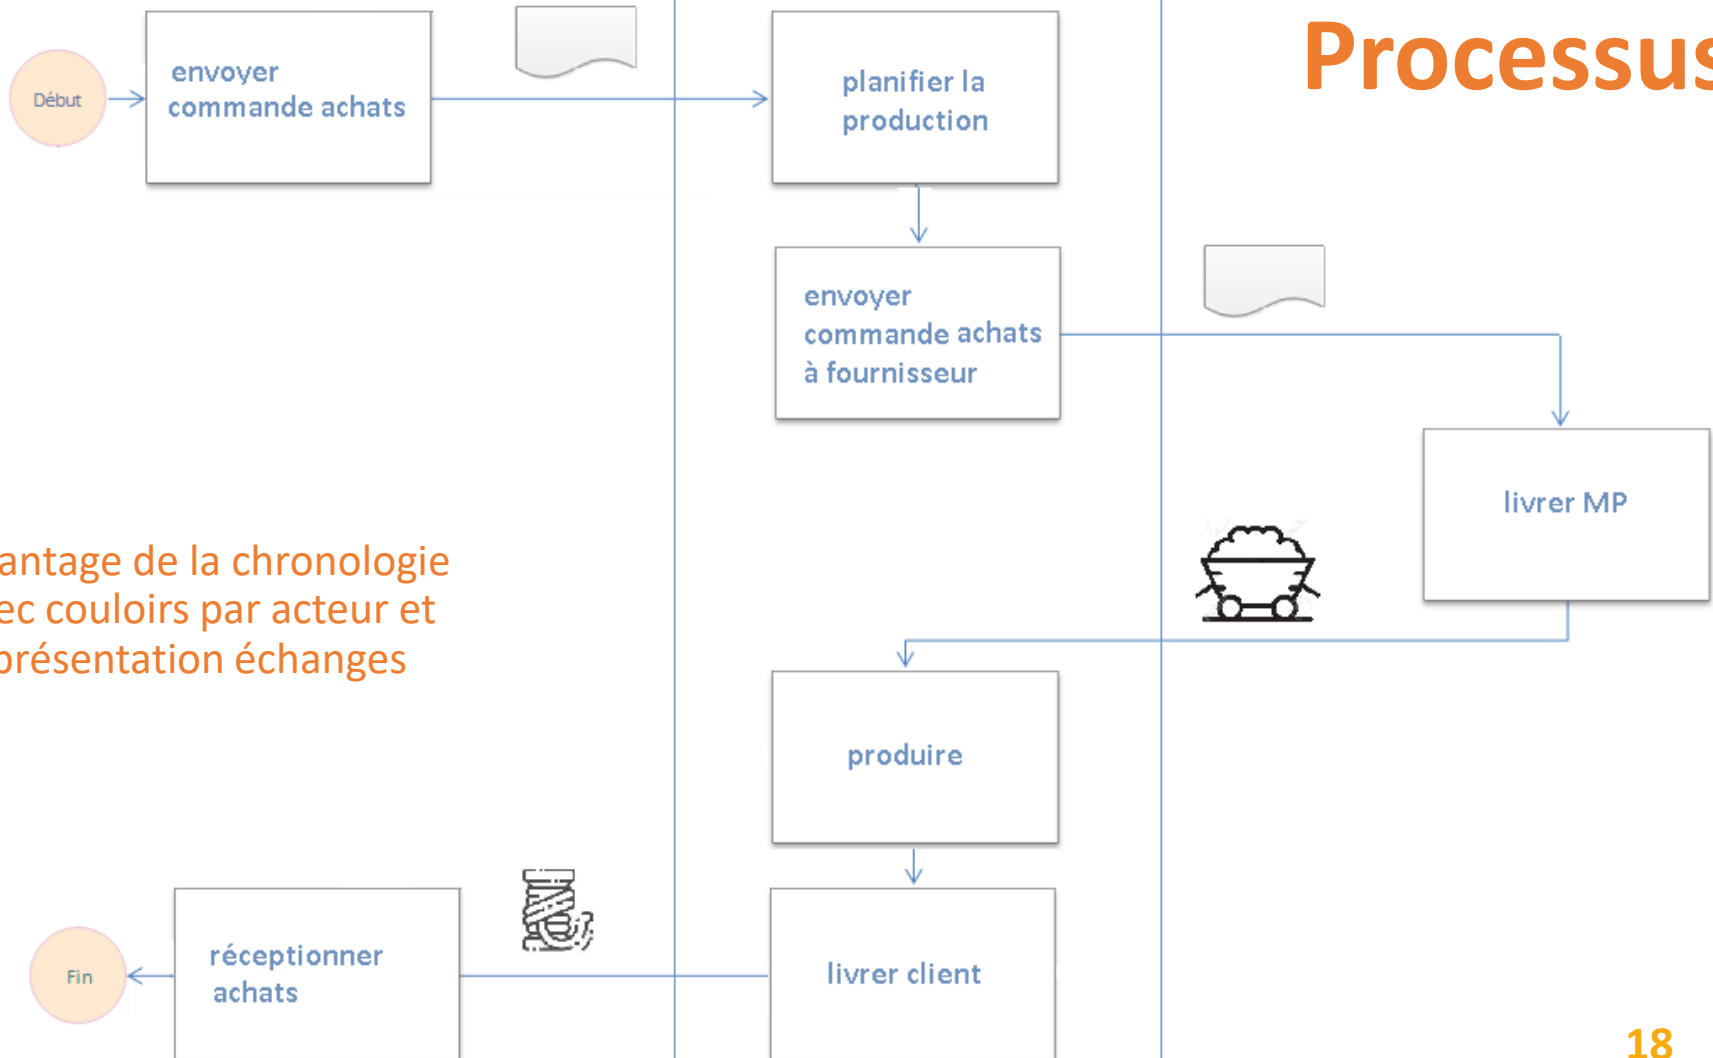 Processus
Début
envoyer
commande achats
planifier la
production
envoyer
commande achats
à fournisseur
livrer MP
antage de la chronologie
ec couloirs par acteur et
présentation échanges
produire
réceptionner
achats
Fin
livrer client
18